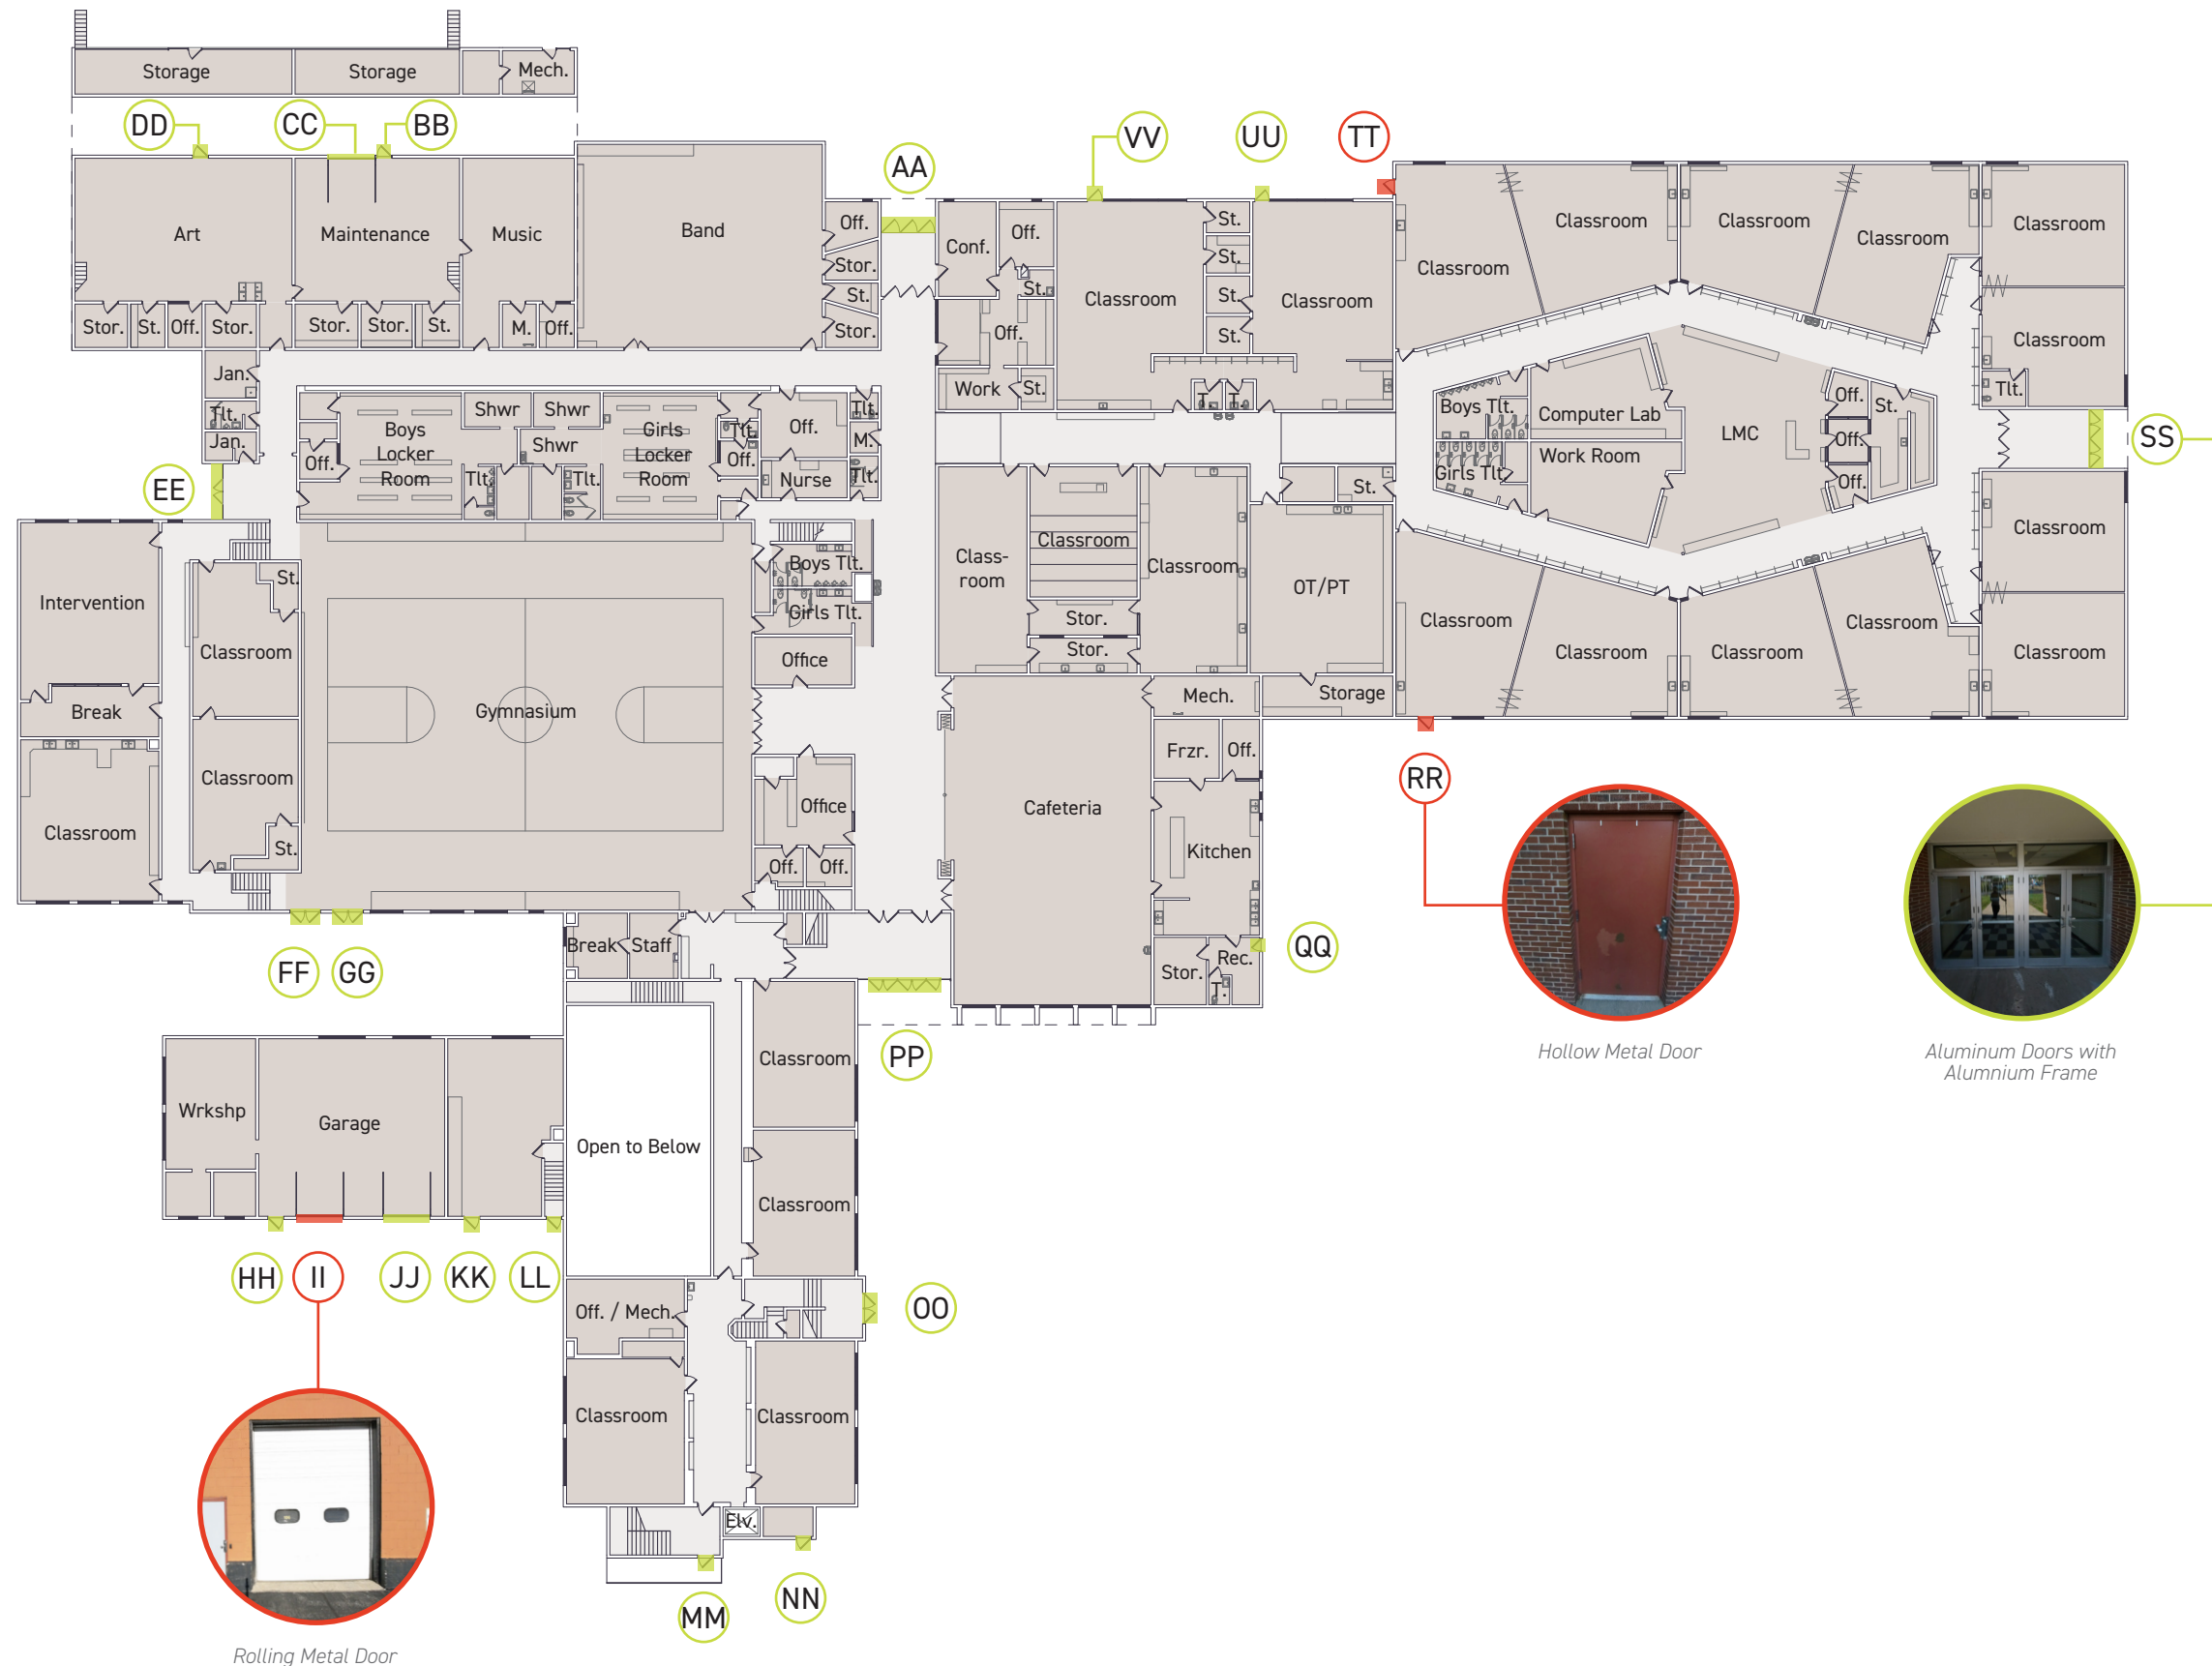 Storage
Storage
Mech.
DD
CC
BB
AA
VV
UU
TT
Art
Maintenance
Music
Band
Off.
Stor.
St.
Stor.
Conf.
Off.
St.
Off.
Work
St.
Classroom
St.
St.
St.
St.
Classroom
T.
T.
Classroom
Classroom
Classroom
Classroom
Classroom
Classroom
Tlt.
Stor.
St.
Off.
Stor.
Stor.
Stor.
St.
M.
Off.
Jan.
Tlt.
Jan.
Off.
Boys
Locker
Room
Shwr
Shwr
Shwr
Tlt.
Tlt.
Girls
Locker
Room
Tlt.
Off.
Off.
Nurse
Tlt.
M.
Tlt.
Boys Tlt.
Girls Tlt.
Computer Lab
Work Room
LMC
Off.
Off.
Off.
St.
SS
EE
Intervention
Break
Classroom
St.
Classroom
Classroom
St.
Gymnasium
Boys Tlt.
Girls Tlt.
Office
Office
Off.
Off.
Class-
room
Classroom
Stor.
Stor.
Classroom
St.
OT/PT
Mech.
Storage
Classroom
Classroom
Classroom
Classroom
Classroom
Classroom
Cafeteria
Frzr.
Off.
Kitchen
Stor.
Rec.
T.
RR
QQ
Hollow Metal Door
Aluminum Doors with
Alumnium Frame
FF
GG
Break
Staff
PP
Wrkshp
Garage
Open to Below
Classroom
Classroom
HH
II
JJ
KK
LL
Off. / Mech.
OO
Classroom
Classroom
Elv.
MM
NN
Rolling Metal Door